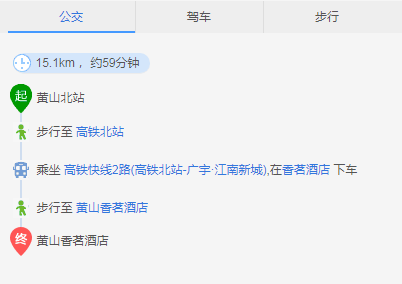 公交 驾车 步行
15.1km， 约59分钟
起 黄山北站
步行至 高铁北站
乘坐 高铁快线2路(高铁北站-广宇·江南新城),在香茗酒店 下车
步行至 黄山香茗酒店
终 黄山香茗酒店